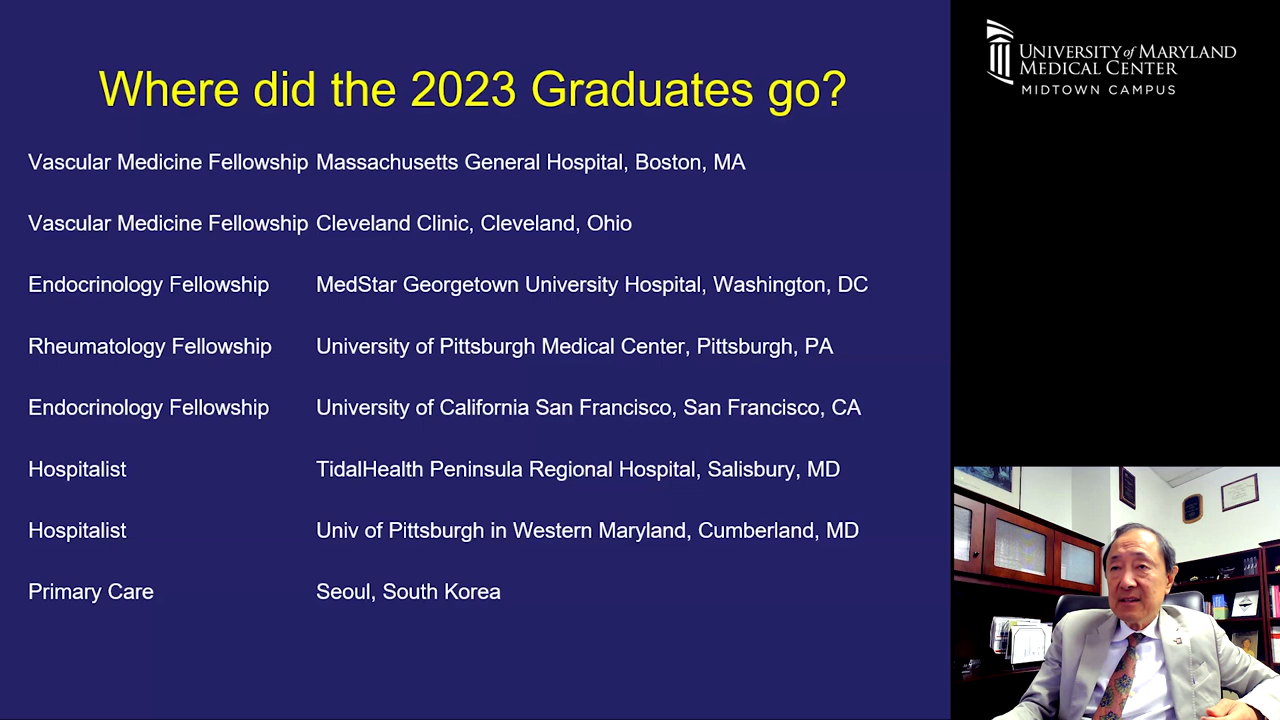 Where did the 2023 Graduates go?
Vascular Medicine Fellowship Massachusetts General Hospital, Boston, MA
Vascular Medicine Fellowship Cleveland Clinic, Cleveland, Ohio
Endocrinology Fellowship MedStar Georgetown University Hospital, Washington, DC
Rheumatology Fellowship University of Pittsburgh Medical Center, Pittsburgh, PA
Endocrinology Fellowship University of California San Francisco, San Francisco, CA
Hospitalist TidalHealth Peninsula Regional Hospital, Salisbury, MD
Hospitalist Univ of Pittsburgh in Western Maryland, Cumberland, MD
Primary Care Seoul, South Korea
UNIVERSITY of MARYLAND
MEDICAL CENTER
MIDTOWN CAMPUS